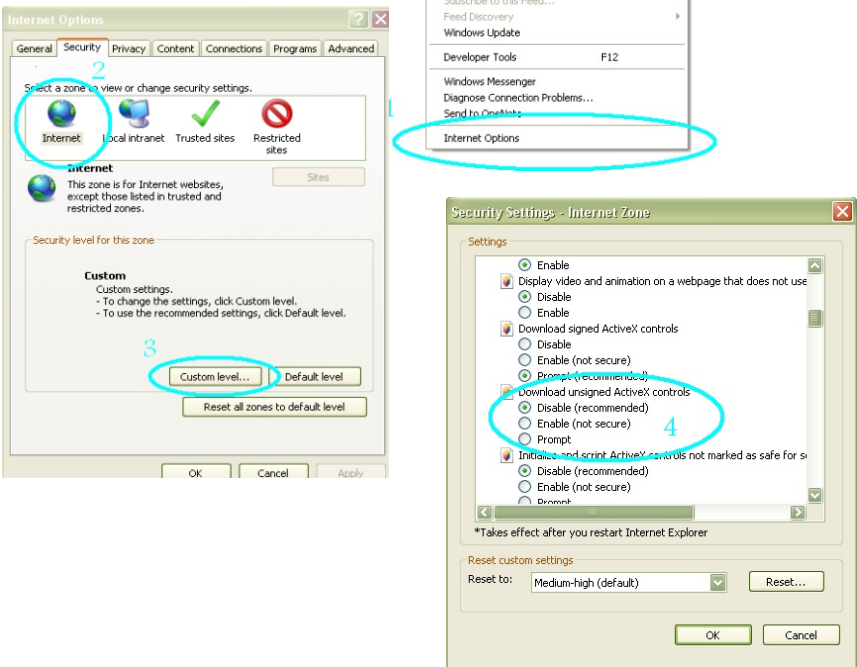 Internet Options
General Security Privacy Content Connections Programs Advanced
2
Select a zone to view or change security settings.
Internet
Local intranet
Trusted sites
Restricted
sites
Internet
This zone is for Internet websites,
except those listed in trusted and
restricted zones.
Sites
Security level for this zone
Custom
Custom settings.
- To change the settings, click Custom level.
- To use the recommended settings, click Default level.
3
Custom level...
Default level
Reset all zones to default level
OK
Cancel
Apply
Subscribe to this Feed...
Feed Discovery
Windows Update
Developer Tools F12
Windows Messenger
Diagnose Connection Problems...
Send to OneNote
1
Internet Options
Security Settings - Internet Zone
Settings
Enable
Display video and animation on a webpage that does not use
Disable
Enable
Download signed ActiveX controls
Disable
Enable (not secure)
Prompt (recommended)
Download unsigned ActiveX controls
Disable (recommended)
Enable (not secure)
4
Prompt
Initialize and script ActiveX controls not marked as safe for s
Disable (recommended)
Enable (not secure)
Prompt
*Takes effect after you restart Internet Explorer
Reset custom settings
Reset to:
Medium-high (default)
Reset...
OK
Cancel